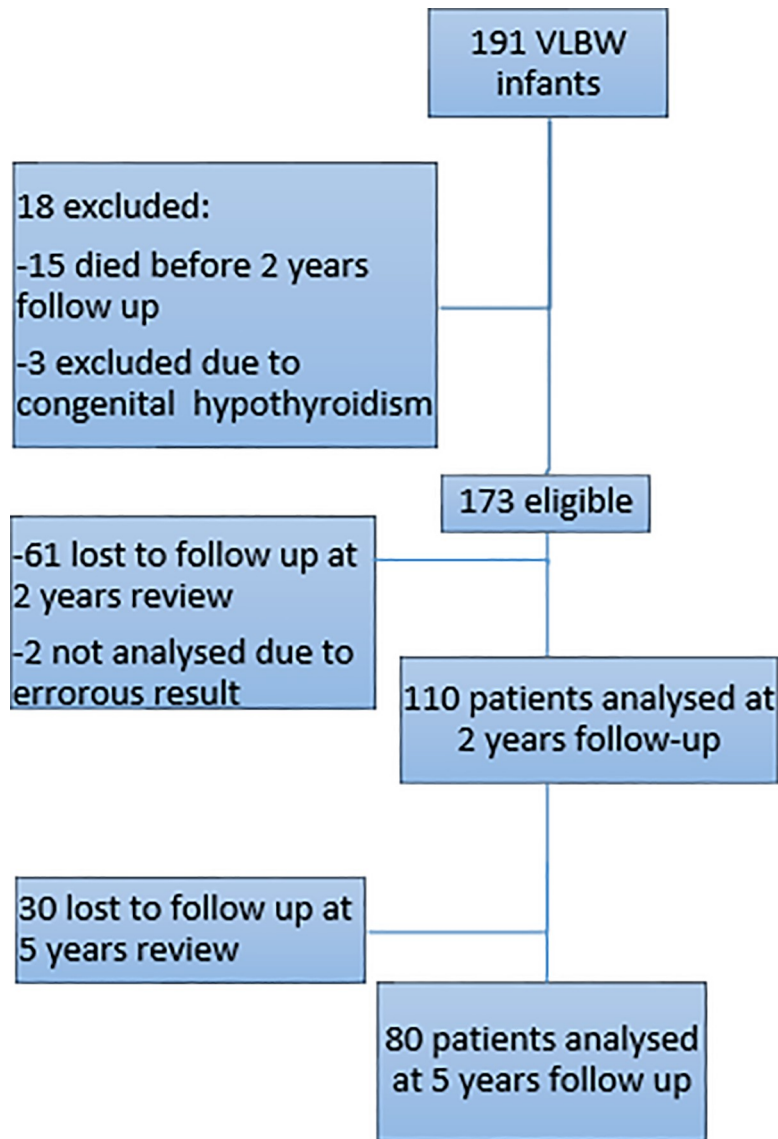 191 VLBW
infants
18 excluded:
-15 died before 2 years
follow up
-3 excluded due to
congenital hypothyroidism
173 eligible
-61 lost to follow up at
2 years review
-2 not analysed due to
errorous result
110 patients analysed at
2 years follow-up
30 lost to follow up at
5 years review
80 patients analysed
at 5 years follow up